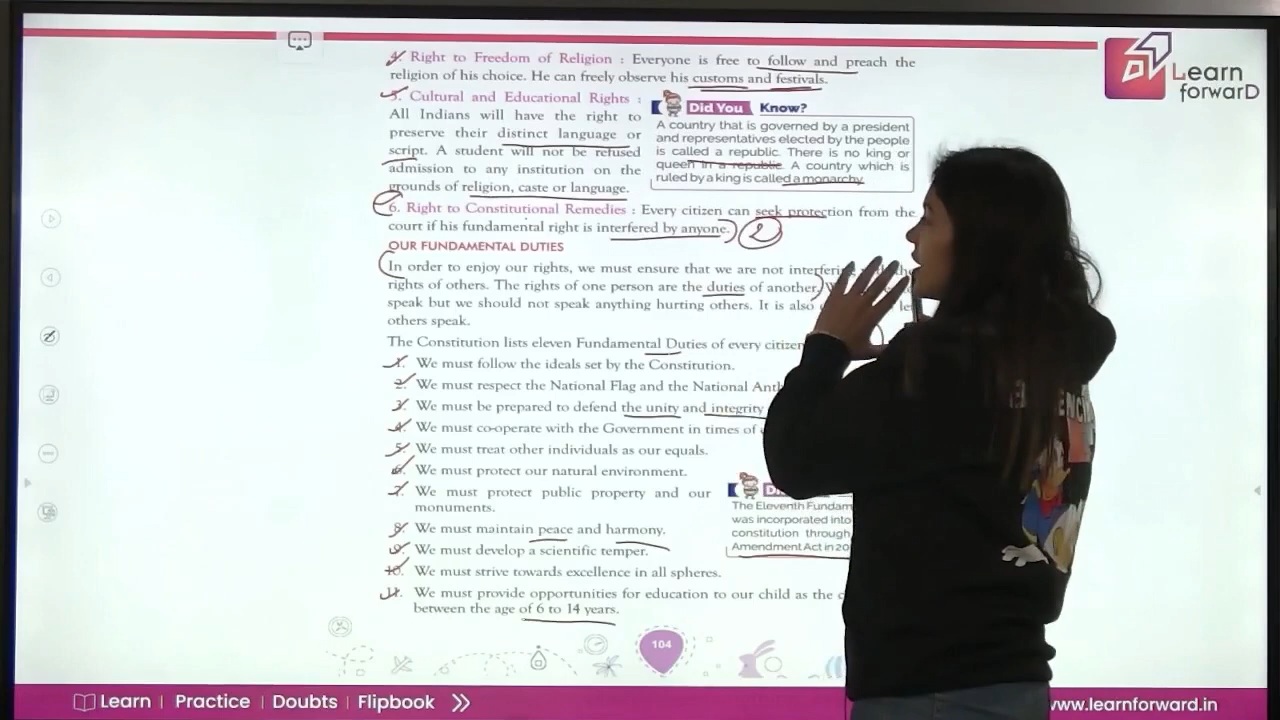 4. Right to Freedom of Religion : Everyone is free to follow and preach the
religion of his choice. He can freely observe his customs and festivals.
5. Cultural and Educational Rights :
All Indians will have the right to
preserve their distinct language or
script. A student will not be refused
admission to any institution on the
grounds of religion, caste or language.
Did You Know?
A country that is governed by a president
and representatives elected by the people
is called a republic. There is no king or
queen in a republic. A country which is
ruled by a king is called a monarchy.
6. Right to Constitutional Remedies : Every citizen can seek protection from the
court if his fundamental right is interfered by anyone. 2
OUR FUNDAMENTAL DUTIES
In order to enjoy our rights, we must ensure that we are not interfering the
rights of others. The rights of one person are the duties of another.
speak but we should not speak anything hurting others. It is also
others speak.
The Constitution lists eleven Fundamental Duties of every citizen
1. We must follow the ideals set by the Constitution.
2. We must respect the National Flag and the National Anth
3. We must be prepared to defend the unity and integrity
4. We must co-operate with the Government in times of
5. We must treat other individuals as our equals.
6. We must protect our natural environment.
7. We must protect public property and our
monuments.
The Eleventh Fundam
was incorporated into
constitution through
Amendment Act in 20
8. We must maintain peace and harmony.
9. We must develop a scientific temper.
10. We must strive towards excellence in all spheres.
11. We must provide opportunities for education to our child as the
between the age of 6 to 14 years.
104
Learn
forwarD
Learn | Practice | Doubts | Flipbook
www.learnforward.in